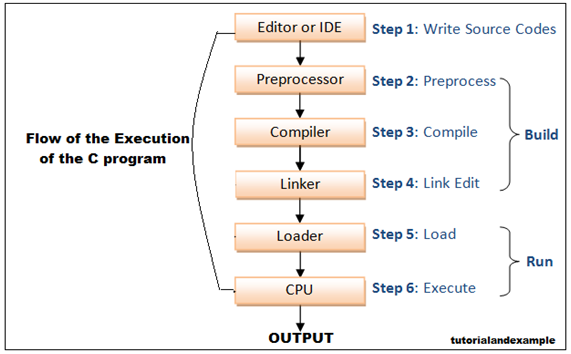 Editor or IDE
Step 1: Write Source Codes
Preprocessor
Step 2: Preprocess
Compiler
Step 3: Compile
Build
Flow of the Execution
of the C program
Linker
Step 4: Link Edit
Loader
Step 5: Load
Run
CPU
Step 6: Execute
OUTPUT
tutorialandexample